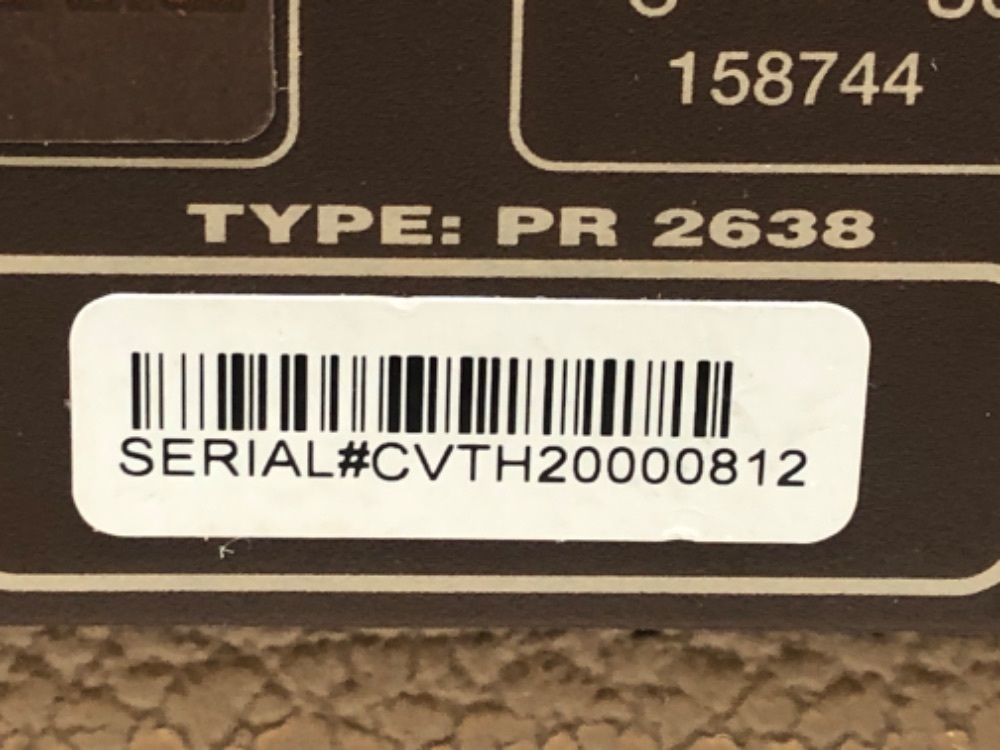 158744
TYPE: PR 2638
SERIAL#CVTH20000812